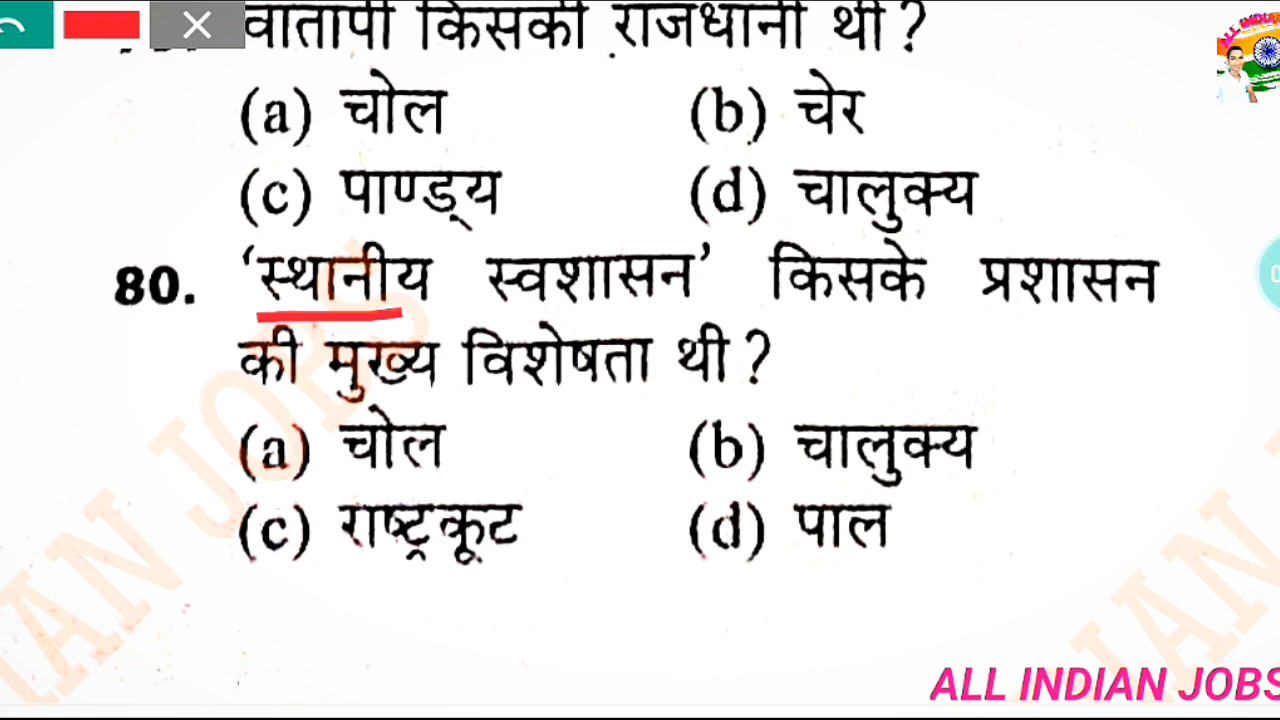 वातापी किसकी राजधानी थी ?
(a) चोल (b) चेर
(c) पाण्ड्य (d) चालुक्य
80. ‘स्थानीय स्वशासन’ किसके प्रशासन
की मुख्य विशेषता थी ?
(a) चोल (b) चालुक्य
(c) राष्ट्रकूट (d) पाल
ALL INDIAN JOBS